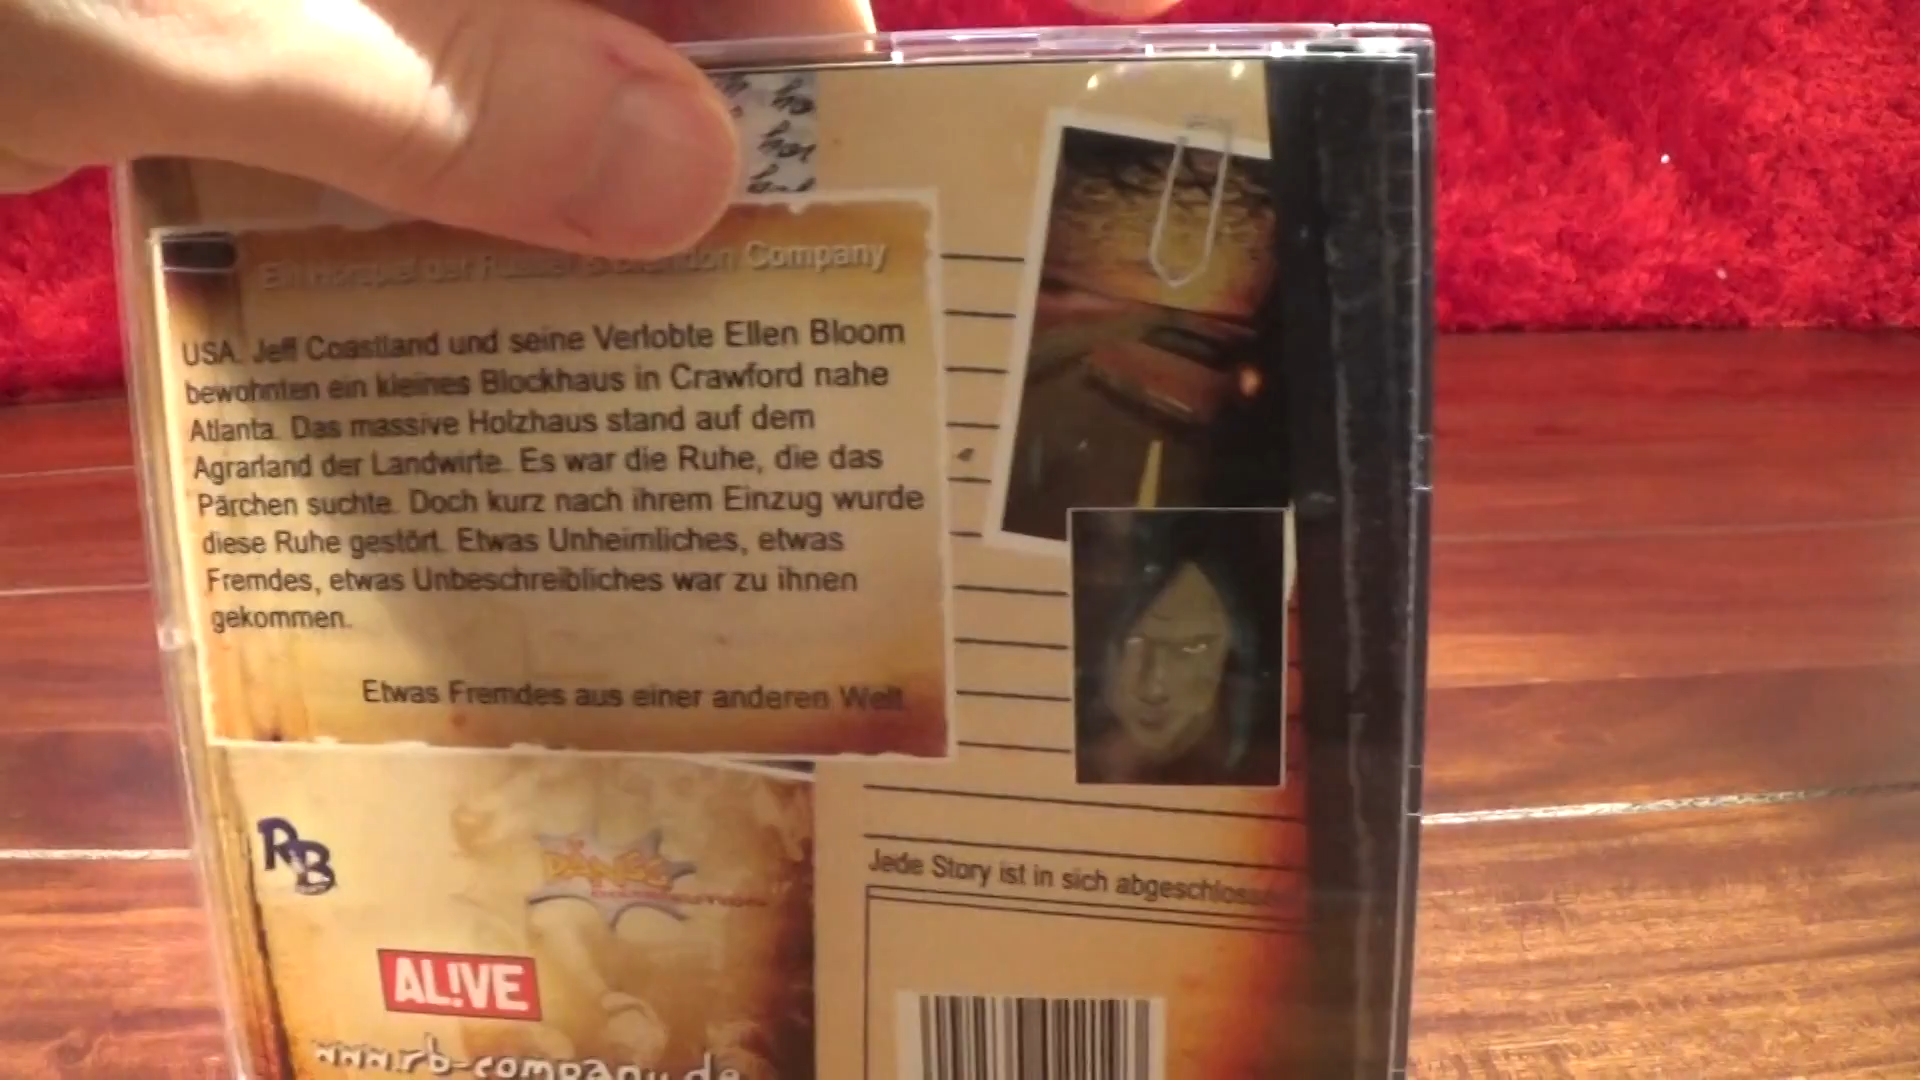 Ein Hörspiel der Company
USA. Jeff Coastland und seine Verlobte Ellen Bloom
bewohnten ein kleines Blockhaus in Crawford nahe
Atlanta. Das massive Holzhaus stand auf dem
Agrarland der Landwirte. Es war die Ruhe, die das
Pärchen suchte. Doch kurz nach ihrem Einzug wurde
diese Ruhe gestört. Etwas Unheimliches, etwas
Fremdes, etwas Unbeschreibliches war zu ihnen
gekommen.
Etwas Fremdes aus einer anderen Welt.
RB
AL!VE
www.rb-company.de
Jede Story ist in sich